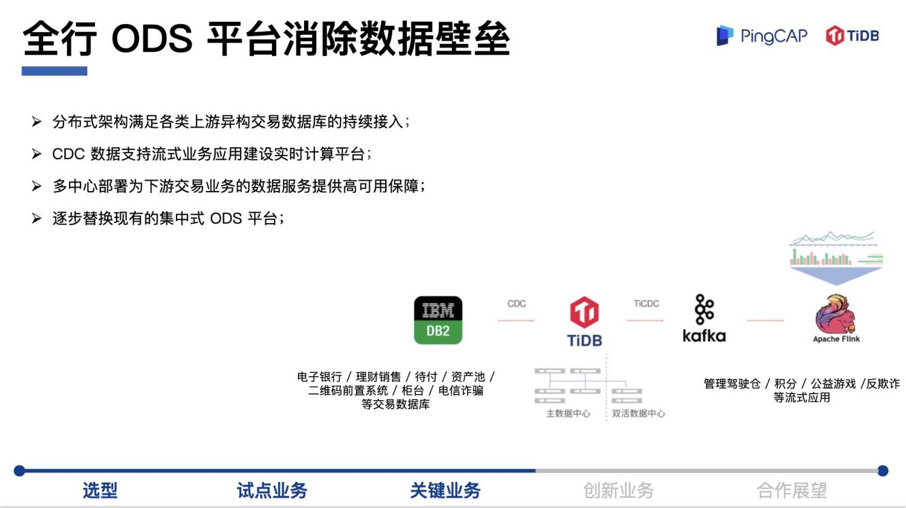 全行 ODS 平台消除数据壁垒
PingCAP
TiDB
分布式架构满足各类上游异构交易数据库的持续接入；
CDC 数据支持流式业务应用建设实时计算平台；
多中心部署为下游交易业务的数据服务提供高可用保障；
逐步替换现有的集中式 ODS 平台；
IBM
DB2
CDC
TiDB
TiCDC
kafka
Apache Flink
电子银行 / 理财销售 / 待付 / 资产池 /
二维码前置系统 / 柜台 / 电信诈骗
等交易数据库
主数据中心
双活数据中心
管理驾驶仓 / 积分 / 公益游戏 /反欺诈
等流式应用
选型
试点业务
关键业务
创新业务
合作展望